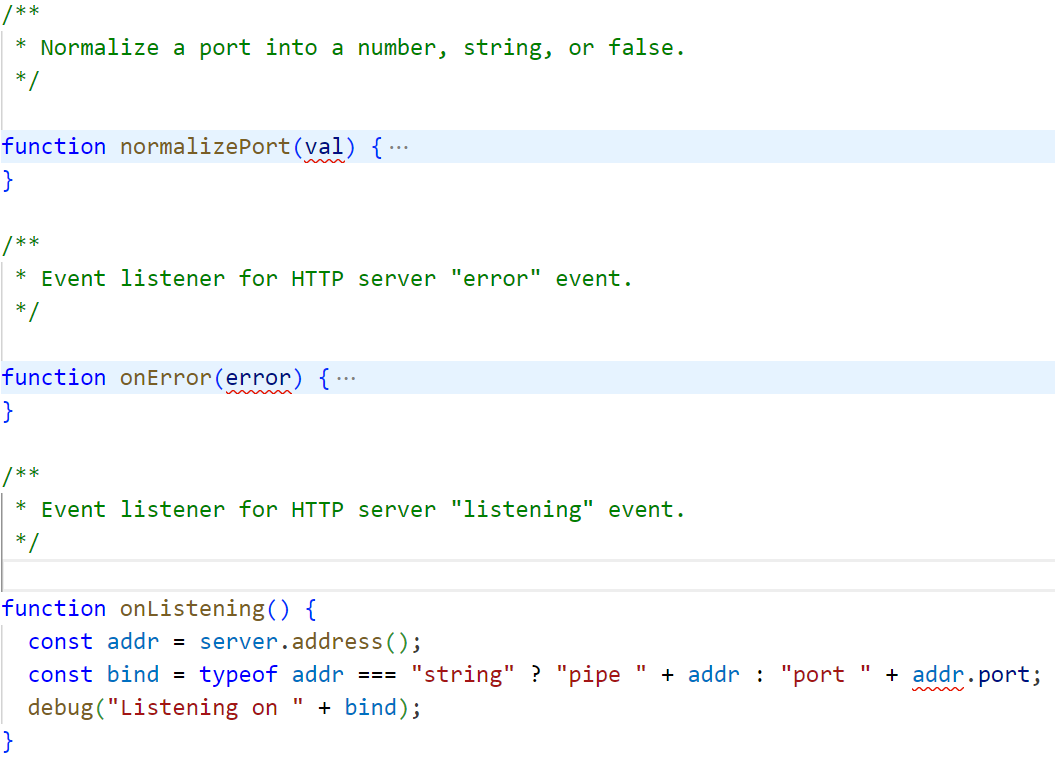 /**
 * Normalize a port into a number, string, or false.
 */

function normalizePort(val) { ···
}

/**
 * Event listener for HTTP server "error" event.
 */

function onError(error) { ···
}

/**
 * Event listener for HTTP server "listening" event.
 */

function onListening() {
  const addr = server.address();
  const bind = typeof addr === "string" ? "pipe " + addr : "port " + addr.port;
  debug("Listening on " + bind);
}